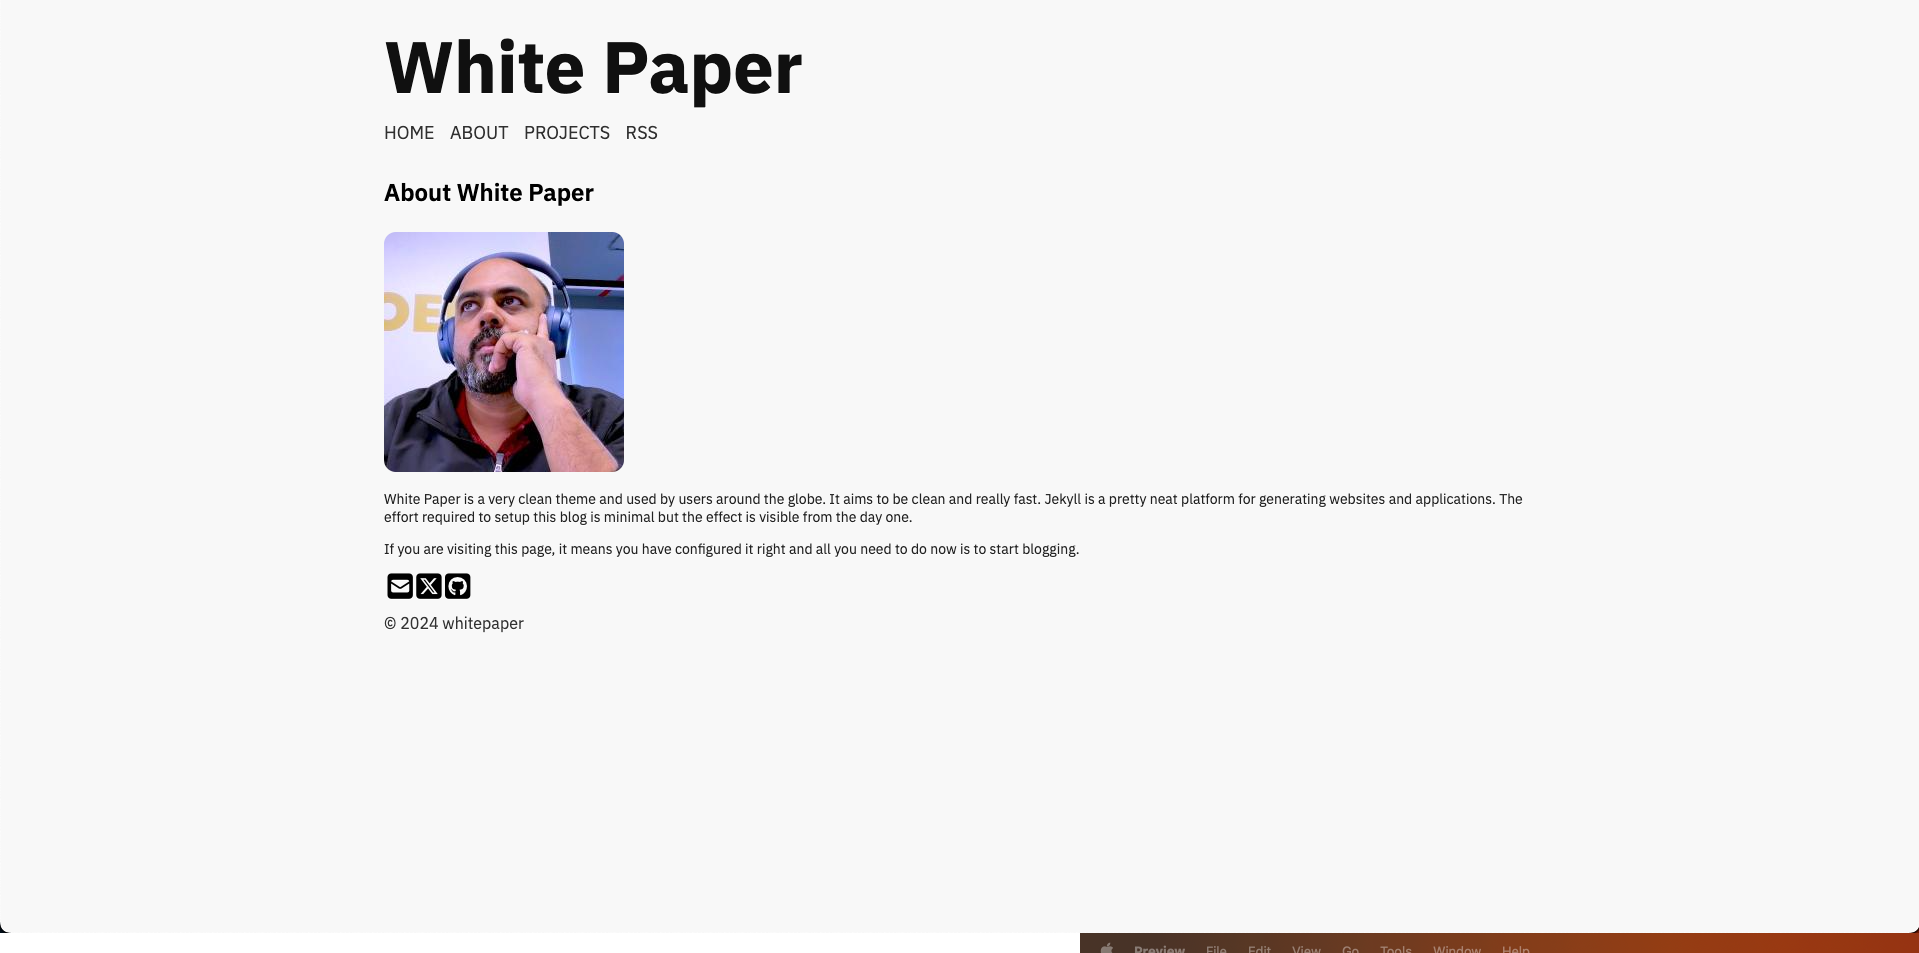 White Paper
HOME ABOUT PROJECTS RSS
About White Paper
DE
White Paper is a very clean theme and used by users around the globe. It aims to be clean and really fast. Jekyll is a pretty neat platform for generating websites and applications. The
effort required to setup this blog is minimal but the effect is visible from the day one.
If you are visiting this page, it means you have configured it right and all you need to do now is to start blogging.
© 2024 whitepaper
Preview File Edit View Go Tools Window Help